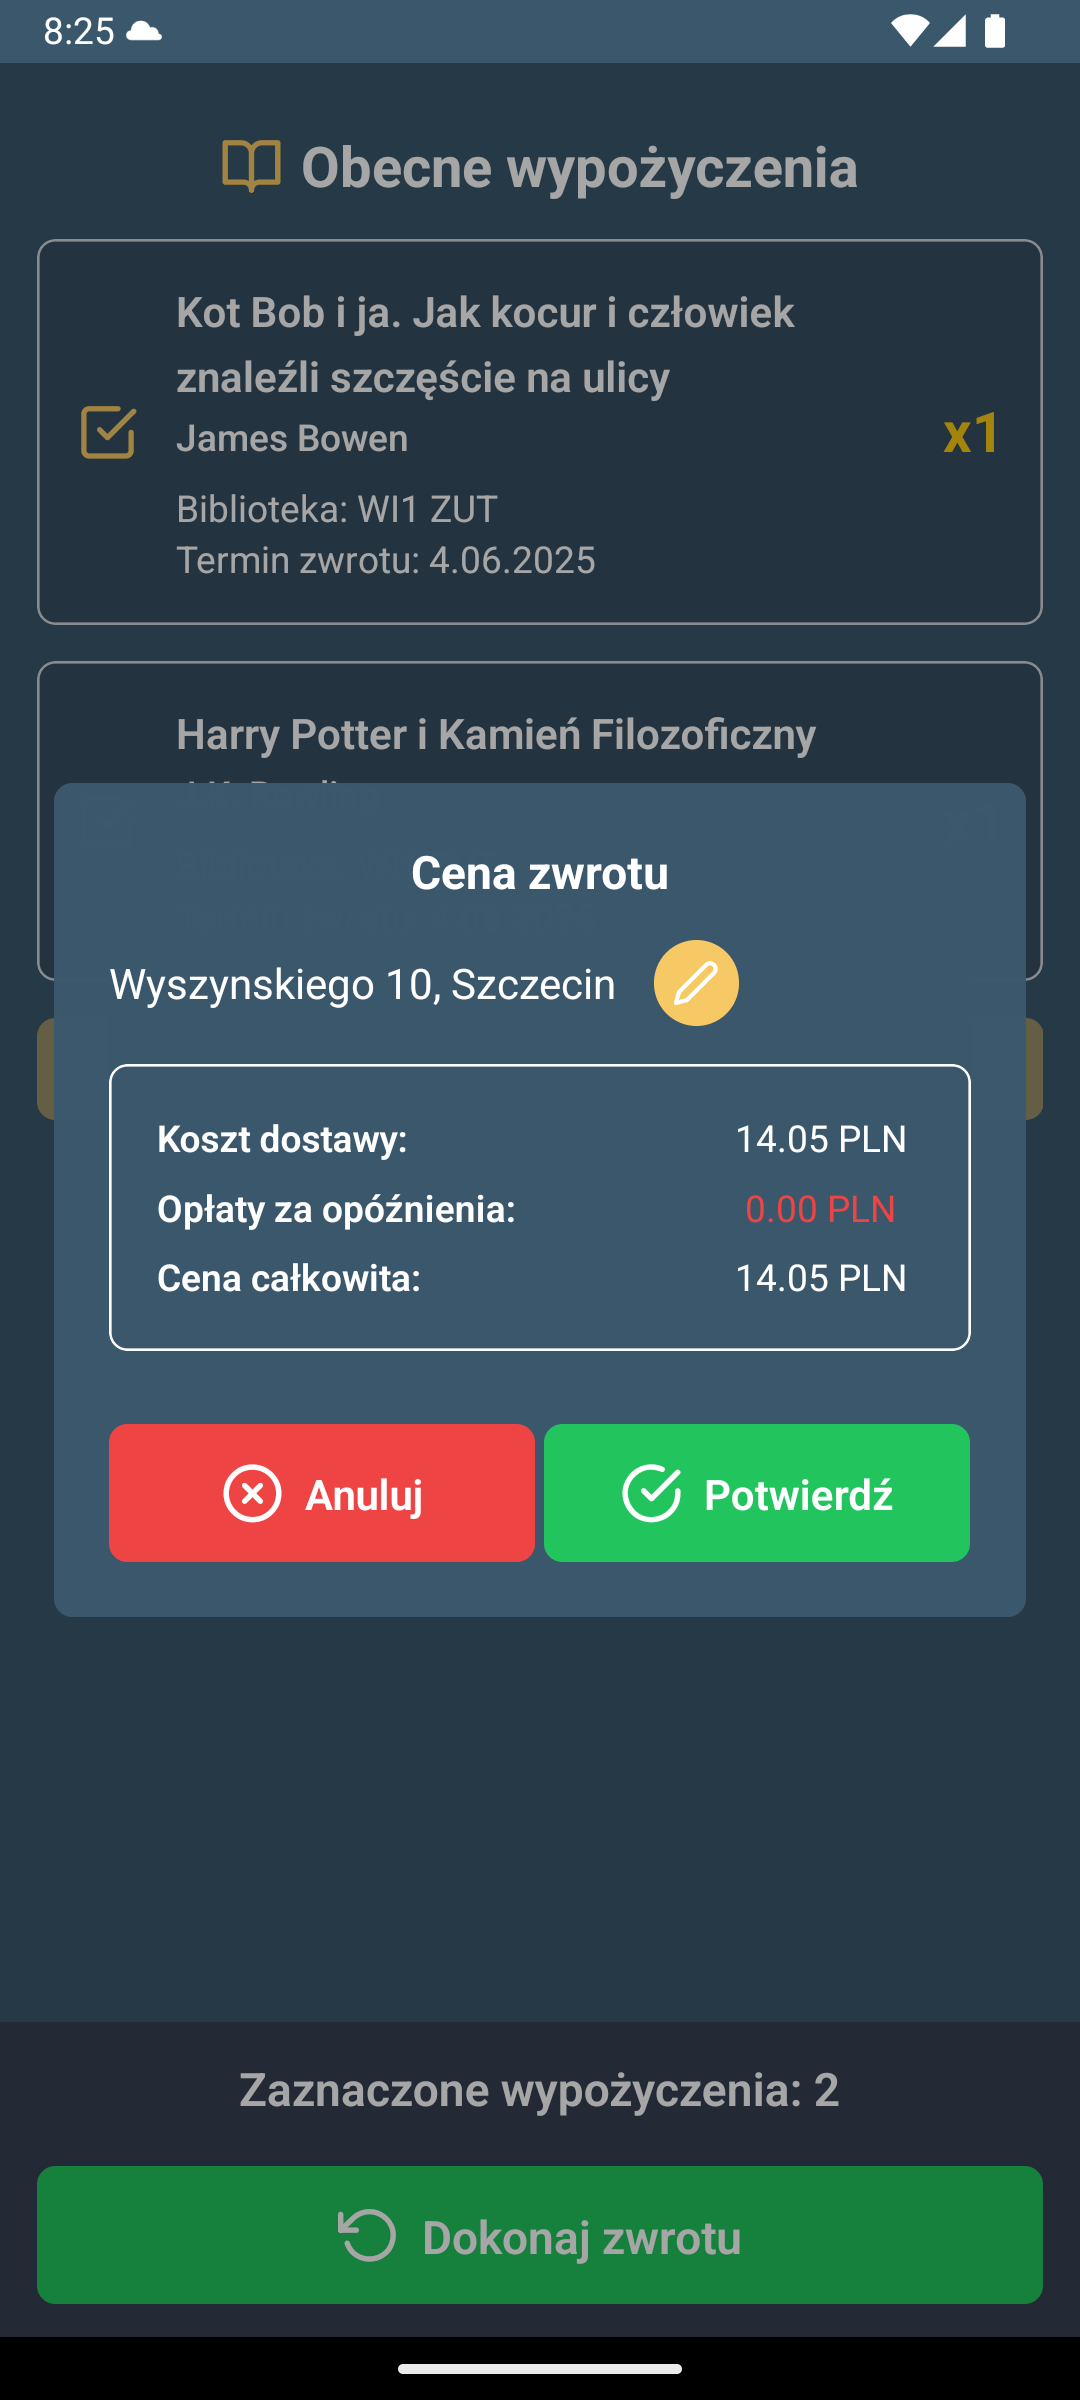 8:25
Obecne wypożyczenia
Kot Bob i ja. Jak kocur i człowiek
znaleźli szczęście na ulicy
James Bowen
x1
Biblioteka: WI1 ZUT
Termin zwrotu: 4.06.2025
Harry Potter i Kamień Filozoficzny
J.K. Rowling
Cena zwrotu
Wyszynskiego 10, Szczecin
Koszt dostawy: 14.05 PLN
Opłaty za opóźnienia: 0.00 PLN
Cena całkowita: 14.05 PLN
Anuluj
Potwierdź
Zaznaczone wypożyczenia: 2
Dokonaj zwrotu